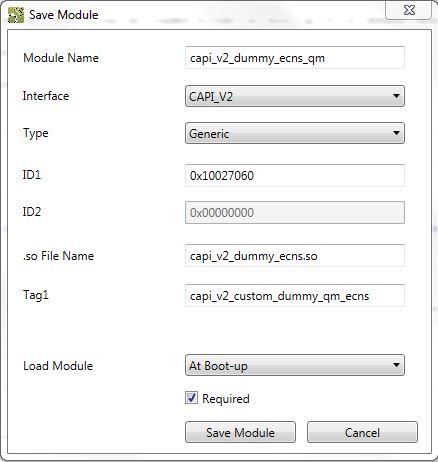 Save Module
Module Name capi_v2_dummy_ecns_qm
Interface CAPI_V2
Type Generic
ID1 0x10027060
ID2 0x00000000
.so File Name capi_v2_dummy_ecns.so
Tag1 capi_v2_custom_dummy_qm_ecns
Load Module At Boot-up
Required
Save Module Cancel